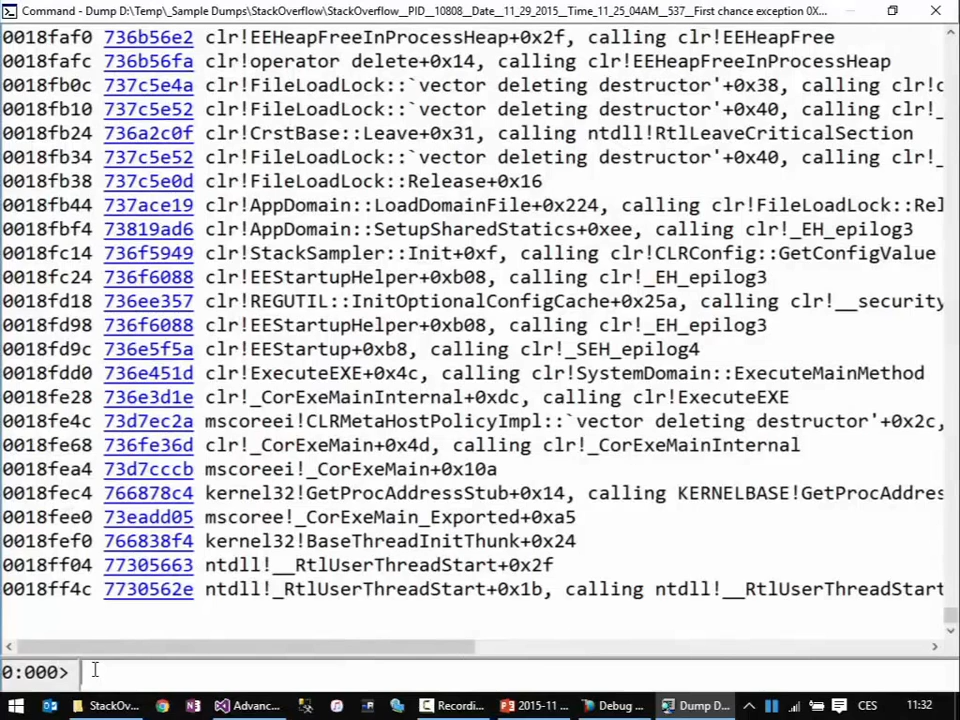 Command - Dump D:\Temp\_Sample Dumps\StackOverflow\StackOverflow__PID__10808__Date__11_29_2015__Time_11_25_04AM__537__First chance exception 0X...
0018faf0 736b56e2 clr!EEHeapFreeInProcessHeap+0x2f, calling clr!EEHeapFree
0018fafc 736b56fa clr!operator delete+0x14, calling clr!EEHeapFreeInProcessHeap
0018fb0c 737c5e4a clr!FileLoadLock::`vector deleting destructor'+0x38, calling clr!c
0018fb10 737c5e52 clr!FileLoadLock::`vector deleting destructor'+0x40, calling clr!_
0018fb24 736a2c0f clr!CrstBase::Leave+0x31, calling ntdll!RtlLeaveCriticalSection
0018fb34 737c5e52 clr!FileLoadLock::`vector deleting destructor'+0x40, calling clr!_
0018fb38 737c5e0d clr!FileLoadLock::Release+0x16
0018fb44 737ace19 clr!AppDomain::LoadDomainFile+0x224, calling clr!FileLoadLock::Rel
0018fbf4 73819ad6 clr!AppDomain::SetupSharedStatics+0xee, calling clr!_EH_epilog3
0018fc14 736f5949 clr!StackSampler::Init+0xf, calling clr!CLRConfig::GetConfigValue
0018fc24 736f6088 clr!EEStartupHelper+0xb08, calling clr!_EH_epilog3
0018fd18 736ee357 clr!REGUTIL::InitOptionalConfigCache+0x25a, calling clr!__security
0018fd98 736f6088 clr!EEStartupHelper+0xb08, calling clr!_EH_epilog3
0018fd9c 736e5f5a clr!EEStartup+0xb8, calling clr!_SEH_epilog4
0018fdd0 736e451d clr!ExecuteEXE+0x4c, calling clr!SystemDomain::ExecuteMainMethod
0018fe28 736e3d1e clr!_CorExeMainInternal+0xdc, calling clr!ExecuteEXE
0018fe4c 73d7ec2a mscoreei!CLRMetaHostPolicyImpl::`vector deleting destructor'+0x2c,
0018fe68 736fe36d clr!_CorExeMain+0x4d, calling clr!_CorExeMainInternal
0018fea4 73d7cccb mscoreei!_CorExeMain+0x10a
0018fec4 766878c4 kernel32!GetProcAddressStub+0x14, calling KERNELBASE!GetProcAddres
0018fee0 73eadd05 mscoree!_CorExeMain_Exported+0xa5
0018fef0 766838f4 kernel32!BaseThreadInitThunk+0x24
0018ff04 77305663 ntdll!__RtlUserThreadStart+0x2f
0018ff4c 7730562e ntdll!_RtlUserThreadStart+0x1b, calling ntdll!__RtlUserThreadStart
0:000>
StackOv... Advanc... Recordi... 2015-11 ... Debug ... Dump D... CES 11:32